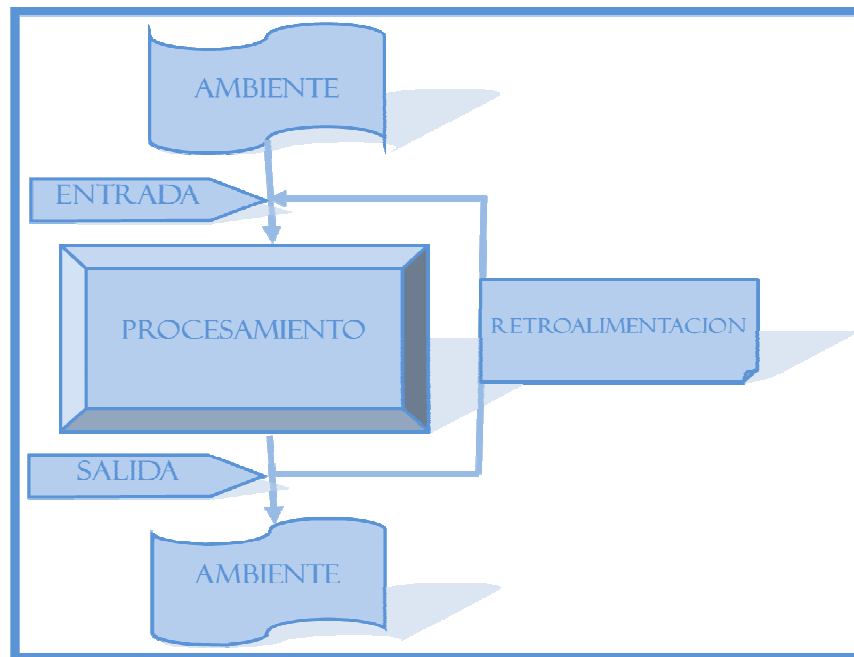 AMBIENTE
ENTRADA
PROCESAMIENTO
RETROALIMENTACION
SALIDA
AMBIENTE